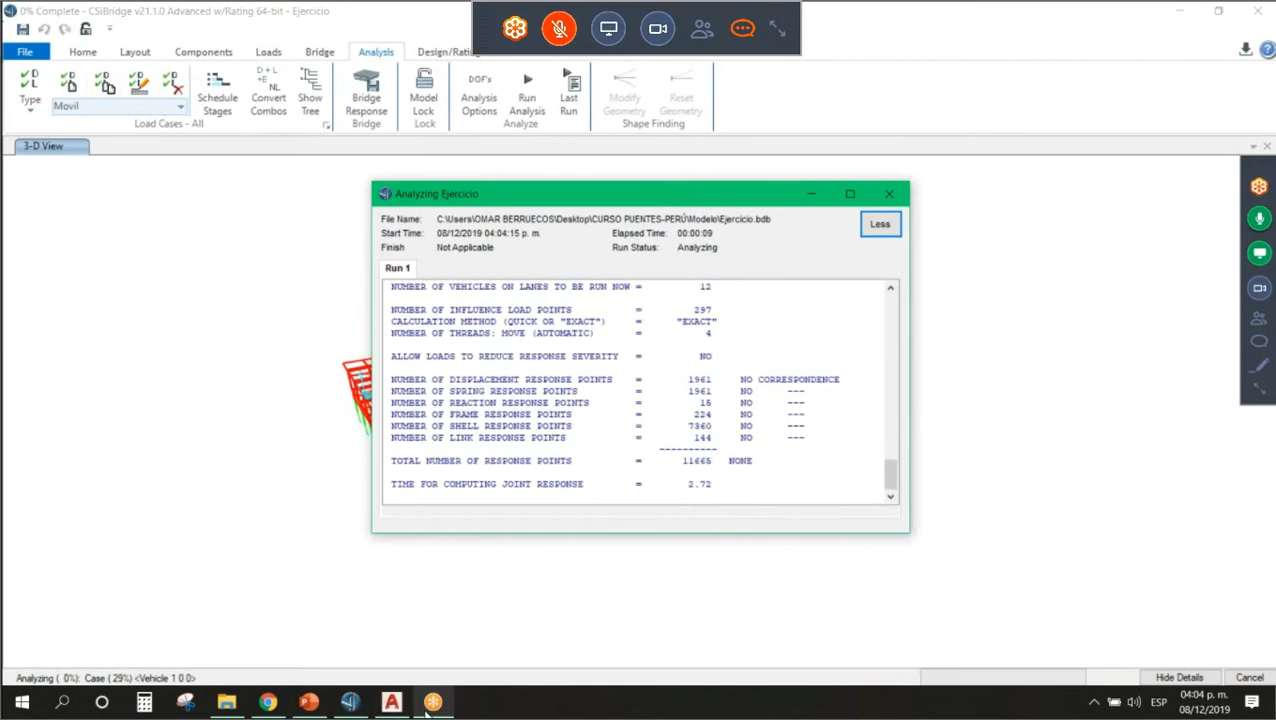 0% Complete - CSiBridge v21.1.0 Advanced w/Rating 64-bit - Ejercicio
File Home Layout Components Loads Bridge Analysis Design/Rating
Type
Movil
Schedule Stages
Convert Combos
Show Tree
Bridge Response
Model Lock
DOF's
Analysis Options
Run Analysis
Last Run
Modify Geometry
Reset Geometry
Load Cases - All
Bridge
Lock
Analyze
Shape Finding
3-D View
Analyzing Ejercicio
File Name: C:\Users\OMAR BERRUECOS\Desktop\CURSO PUENTES-PERÚ\Modelo\Ejercicio.bdb
Less
Start Time: 08/12/2019 04:04:15 p. m. Elapsed Time: 00:00:09
Finish Not Applicable Run Status: Analyzing
Run 1
NUMBER OF VEHICLES ON LANES TO BE RUN NOW = 12
NUMBER OF INFLUENCE LOAD POINTS = 297
CALCULATION METHOD (QUICK OR "EXACT") = "EXACT"
NUMBER OF THREADS: MOVE (AUTOMATIC) = 4
ALLOW LOADS TO REDUCE RESPONSE SEVERITY = NO
NUMBER OF DISPLACEMENT RESPONSE POINTS = 1961 NO CORRESPONDENCE
NUMBER OF SPRING RESPONSE POINTS = 1961 NO ---
NUMBER OF REACTION RESPONSE POINTS = 15 NO ---
NUMBER OF FRAME RESPONSE POINTS = 224 NO ---
NUMBER OF SHELL RESPONSE POINTS = 7360 NO ---
NUMBER OF LINK RESPONSE POINTS = 144 NO ---
----------
TOTAL NUMBER OF RESPONSE POINTS = 11665 NONE
TIME FOR COMPUTING JOINT RESPONSE = 2.72
Analyzing ( 0%): Case (29%) <Vehicle 1 0 0>
Hide Details
Cancel
ESP
04:04 p. m.
08/12/2019